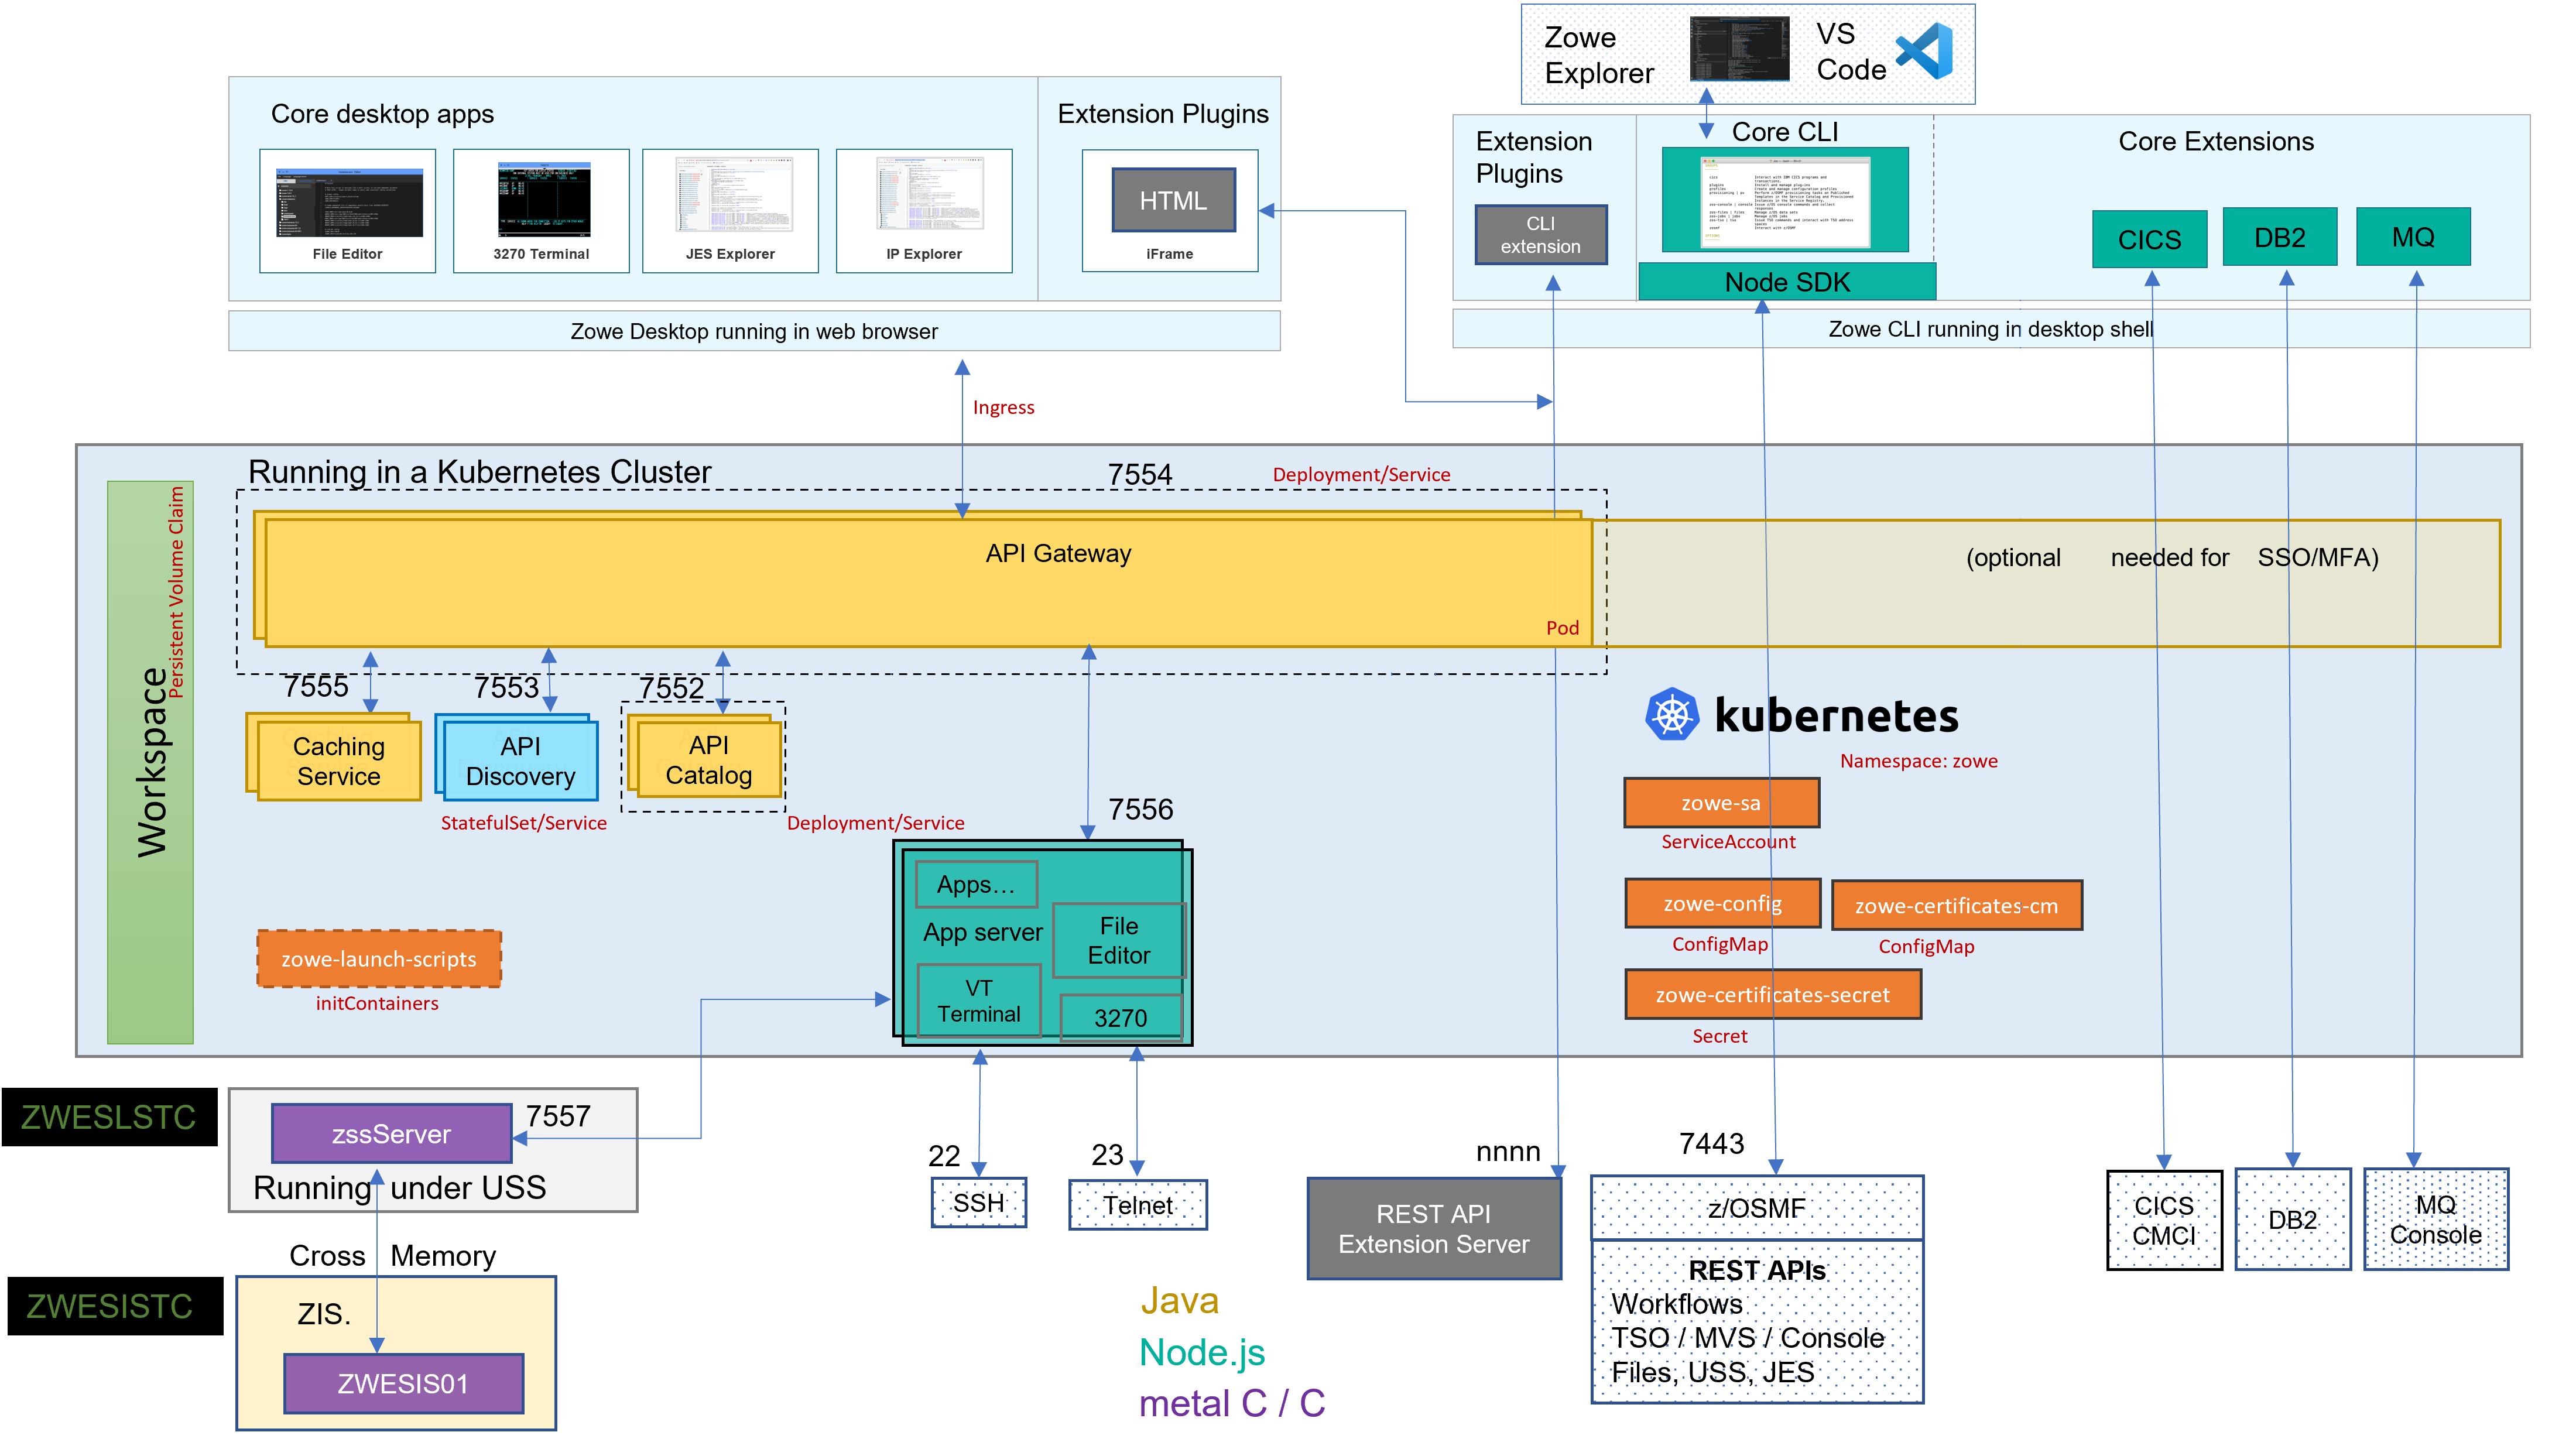 Zowe
Explorer
VS
Code
Core desktop apps
File Editor
3270 Terminal
JES Explorer
IP Explorer
Extension Plugins
HTML
iFrame
Zowe Desktop running in web browser
Extension
Plugins
CLI
extension
Core CLI
Node SDK
Core Extensions
CICS
DB2
MQ
Zowe CLI running in desktop shell
Ingress
Running in a Kubernetes Cluster
7554
Deployment/Service
Workspace
Persistent Volume Claim
API Gateway
Pod
(optional needed for SSO/MFA)
7555
7553
7552
Caching
Service
API
Discovery
API
Catalog
StatefulSet/Service
Deployment/Service
7556
Apps...
App server
File
Editor
VT
Terminal
3270
zowe-launch-scripts
initContainers
kubernetes
Namespace: zowe
zowe-sa
ServiceAccount
zowe-config
ConfigMap
zowe-certificates-cm
ConfigMap
zowe-certificates-secret
Secret
ZWESLSTC
zssServer
7557
Running under USS
Cross Memory
ZWESISTC
ZIS.
ZWESIS01
22
SSH
23
Telnet
nnnn
REST API
Extension Server
7443
z/OSMF
REST APIs
Workflows
TSO / MVS / Console
Files, USS, JES
CICS
CMCI
DB2
MQ
Console
Java
Node.js
metal C / C